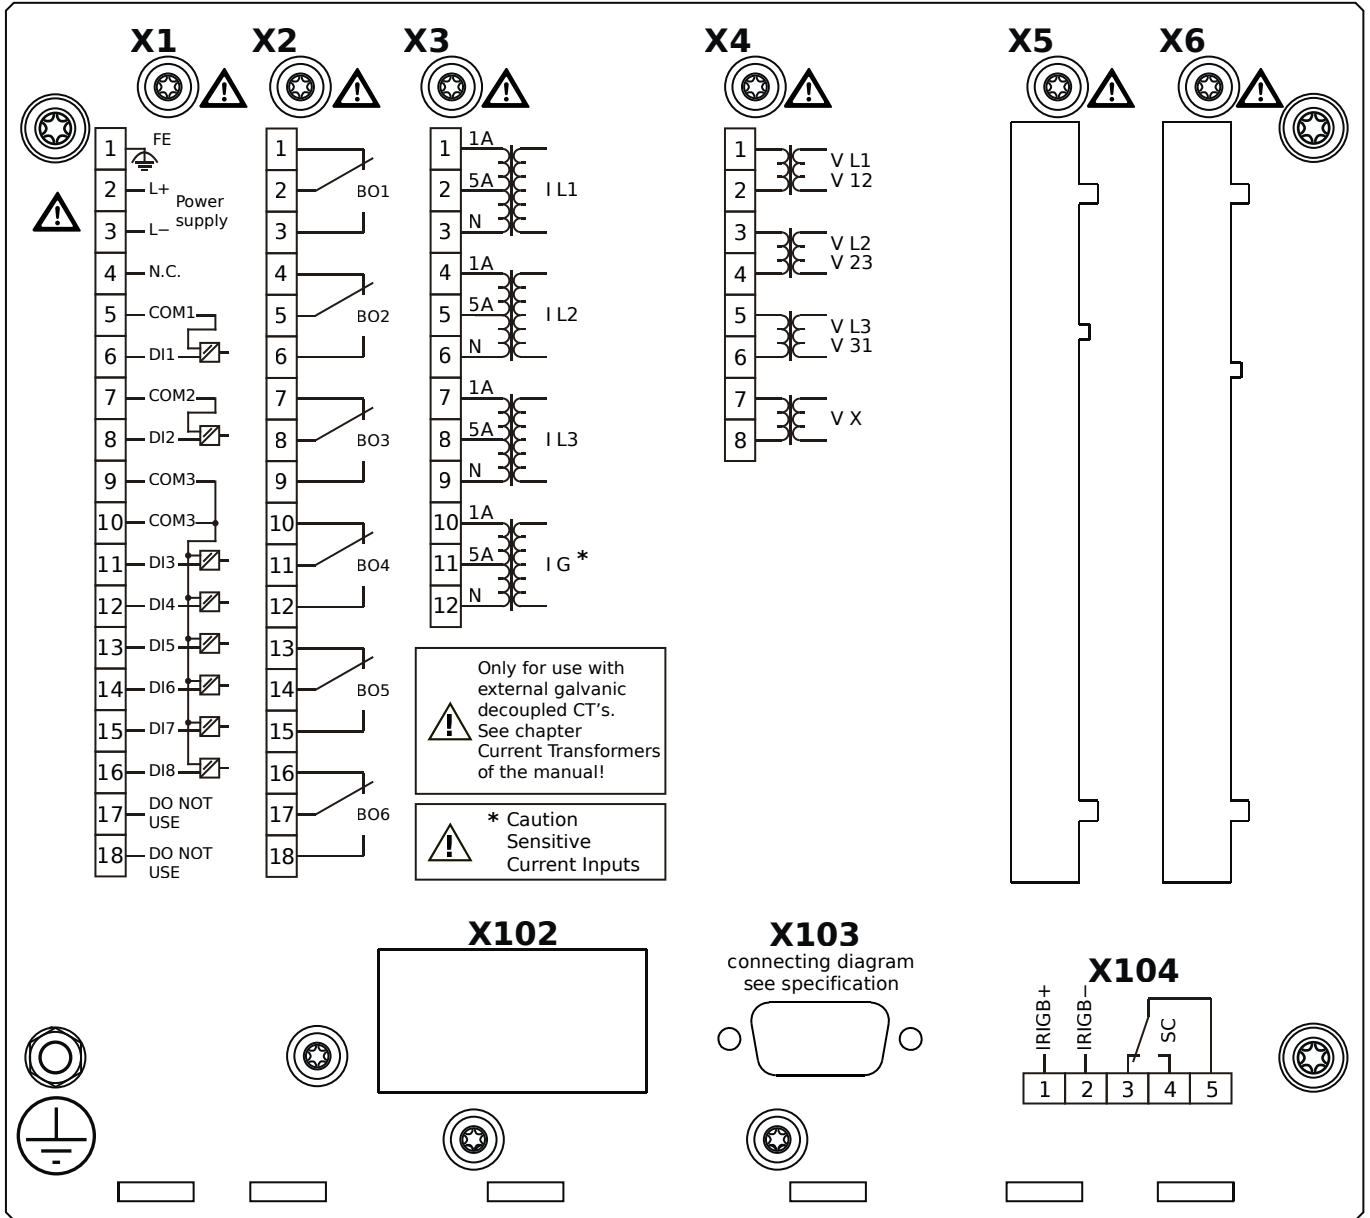 X1
X2
X3
X4
X5
X6
1 FE
2 L+
Power
supply
3 L−
4 N.C.
5 COM1
6 DI1
7 COM2
8 DI2
9 COM3
10 COM3
11 DI3
12 DI4
13 DI5
14 DI6
15 DI7
16 DI8
17 DO NOT
USE
18 DO NOT
USE
1
2 BO1
3
4
5 BO2
6
7
8 BO3
9
10
11 BO4
12
13
14 BO5
15
16
17 BO6
18
1 1A
2 5A I L1
3 N
4 1A
5 5A I L2
6 N
7 1A
8 5A I L3
9 N
10 1A
11 5A I G *
12 N
Only for use with
external galvanic
decoupled CT's.
See chapter
Current Transformers
of the manual!
* Caution
Sensitive
Current Inputs
1 V L1
2 V 12
3 V L2
4 V 23
5 V L3
6 V 31
7 V X
8
X102
X103
connecting diagram
see specification
X104
IRIGB+
IRIGB−
SC
1 2 3 4 5